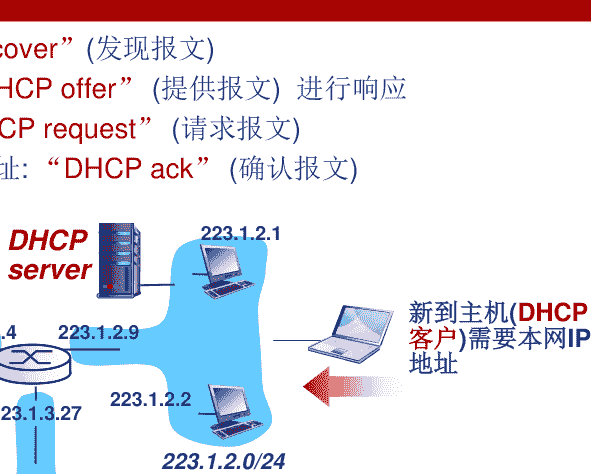 cover” (发现报文)
HCP offer” (提供报文) 进行响应
CP request” (请求报文)
址: “DHCP ack” (确认报文)
DHCP
server
223.1.2.1
新到主机(DHCP
客户)需要本网IP
地址
.4
223.1.2.9
223.1.2.2
23.1.3.27
223.1.2.0/24